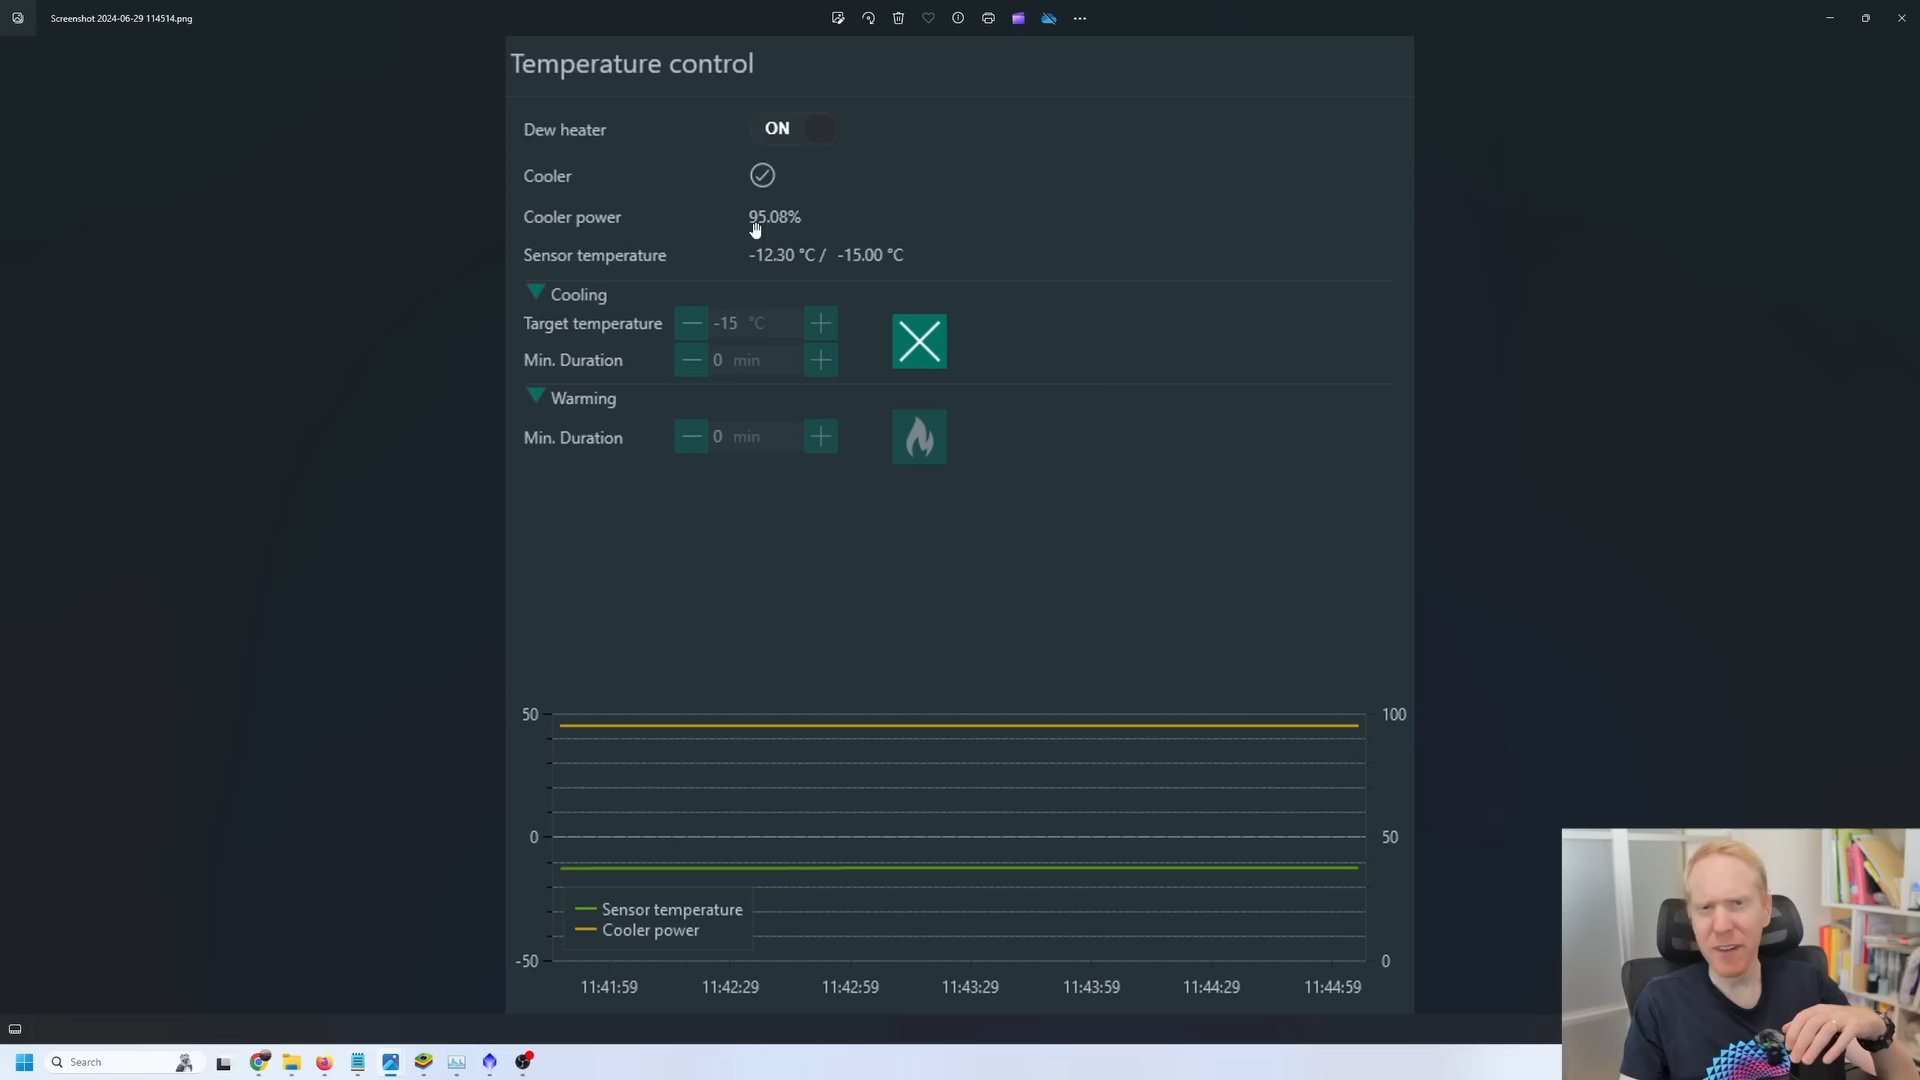 Screenshot 2024-06-29 114514.png
Temperature control
Dew heater ON
Cooler
Cooler power 95.08%
Sensor temperature -12.30 °C / -15.00 °C
Cooling
Target temperature -15 °C
Min. Duration 0 min
Warming
Min. Duration 0 min
50 100
0 50
Sensor temperature
Cooler power
-50 0
11:41:59 11:42:29 11:42:59 11:43:29 11:43:59 11:44:29 11:44:59
Search